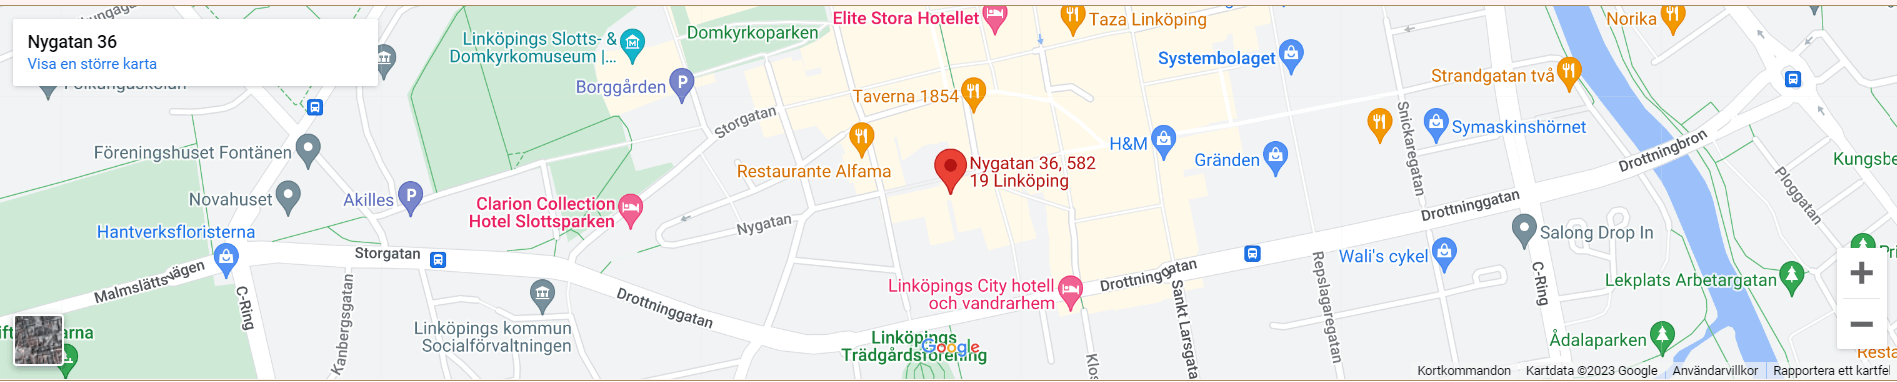 Nygatan 36
Visa en större karta
Linköpings Slotts- &
Domkyrkomuseum |...
Domkyrkoparken
Elite Stora Hotellet
Taza Linköping
Norika
Systembolaget
Strandgatan två
Borggården
Taverna 1854
Storgatan
Snickaregatan
Symaskinshörnet
Drottningbron
Kungsbe
Föreningshuset Fontänen
H&M
Gränden
Restaurante Alfama
Nygatan 36, 582
19 Linköping
Ploggatan
Novahuset
Akilles
Clarion Collection
Hotel Slottsparken
Nygatan
Drottninggatan
Hantverksfloristerna
Storgatan
Salong Drop In
Wali's cykel
Malmslättsvägen
C-Ring
Kanbergsgatan
Drottninggatan
Linköpings City hotell
och vandrarhem
Drottninggatan
Sankt Larsgata
Repslagaregatan
C-Ring
Lekplats Arbetargatan
Linköpings kommun
Socialförvaltningen
Linköpings
Trädgårdsförening
Google
Klos
Ådalaparken
Resta
Kortkommandon
Kartdata ©2023 Google
Användarvillkor
Rapportera ett kartfel